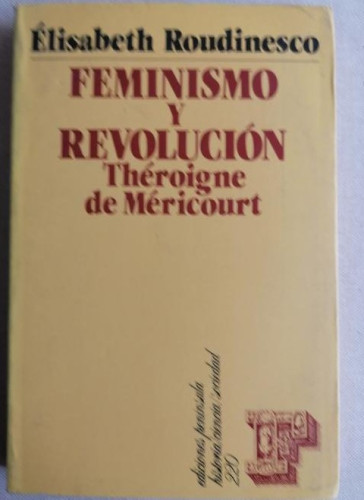 Élisabeth Roudinesco
FEMINISMO
Y
REVOLUCIÓN
Théroigne
de Méricourt
ediciones península
historia/ciencia/sociedad
220